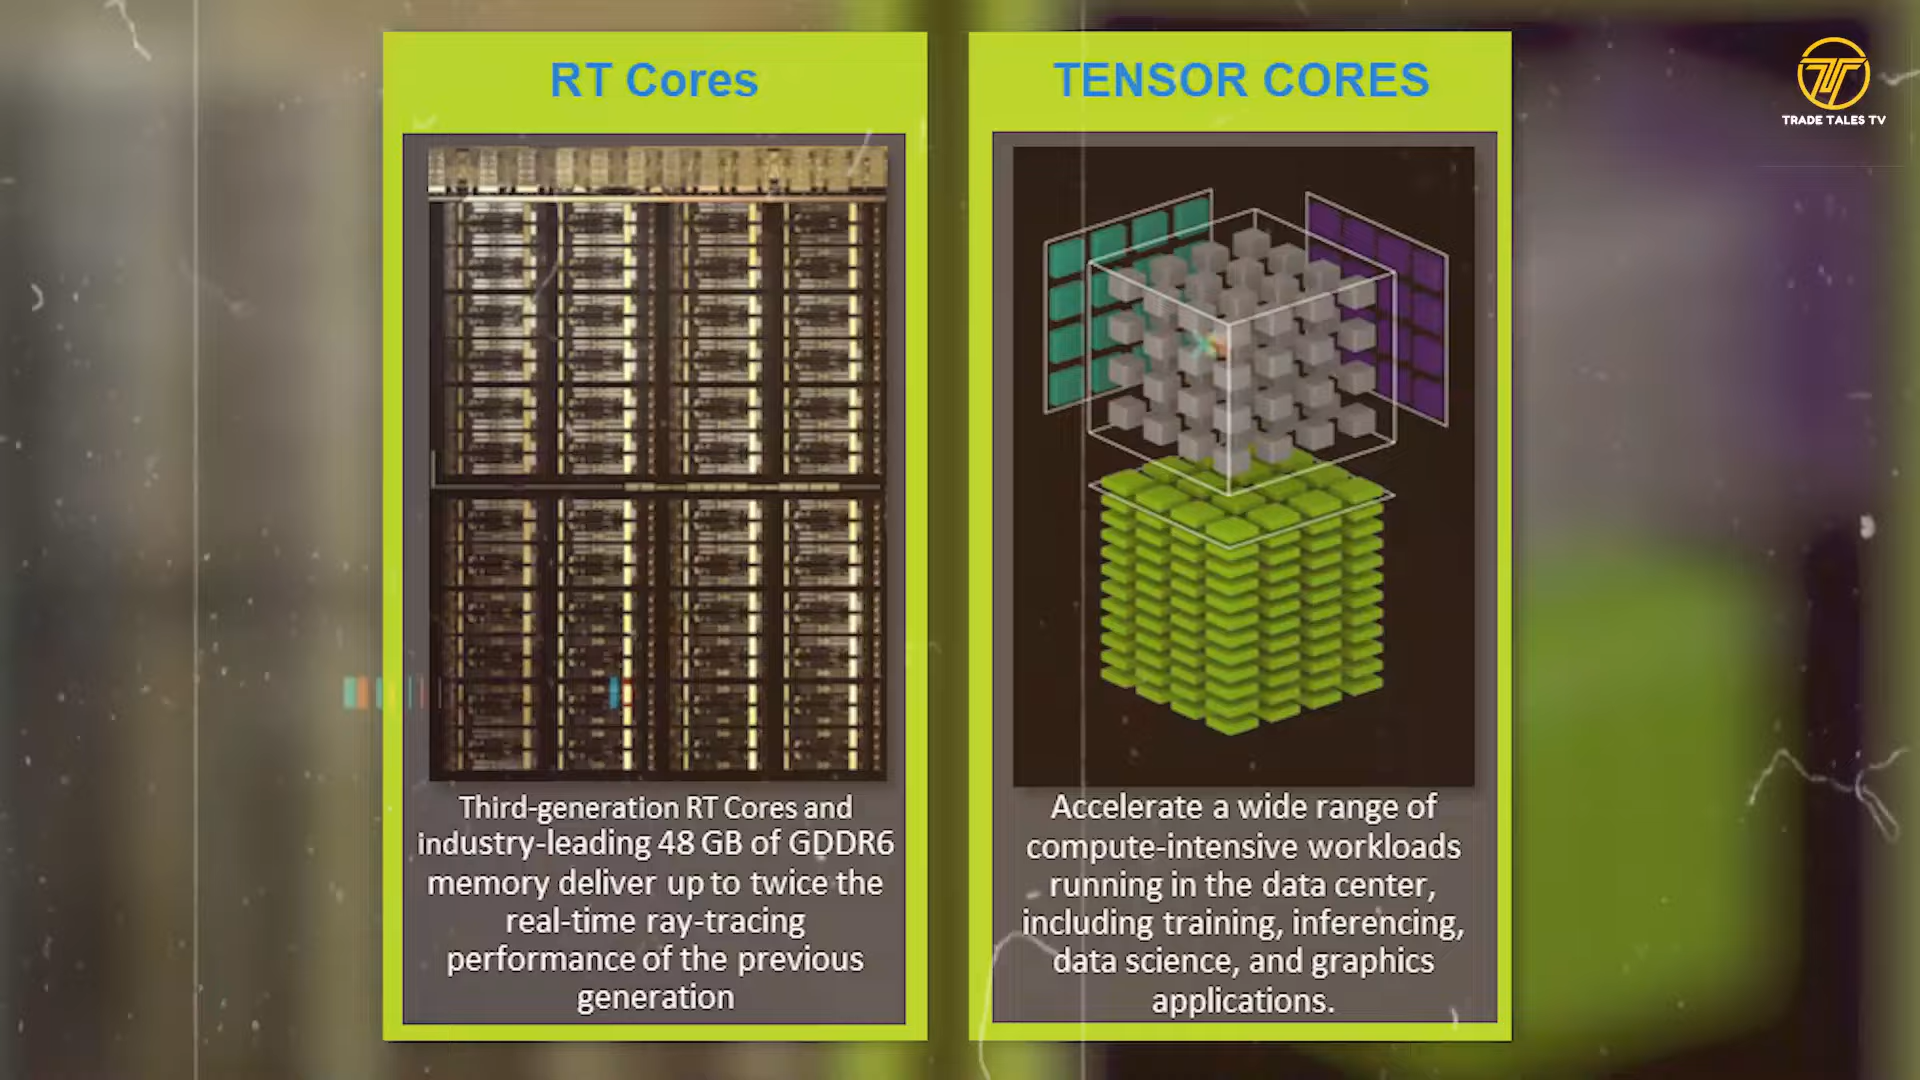 RT Cores
Third-generation RT Cores and
industry-leading 48 GB of GDDR6
memory deliver up to twice the
real-time ray-tracing
performance of the previous
generation
TENSOR CORES
Accelerate a wide range of
compute-intensive workloads
running in the data center,
including training, inferencing,
data science, and graphics
applications.
TRADE TALES TV